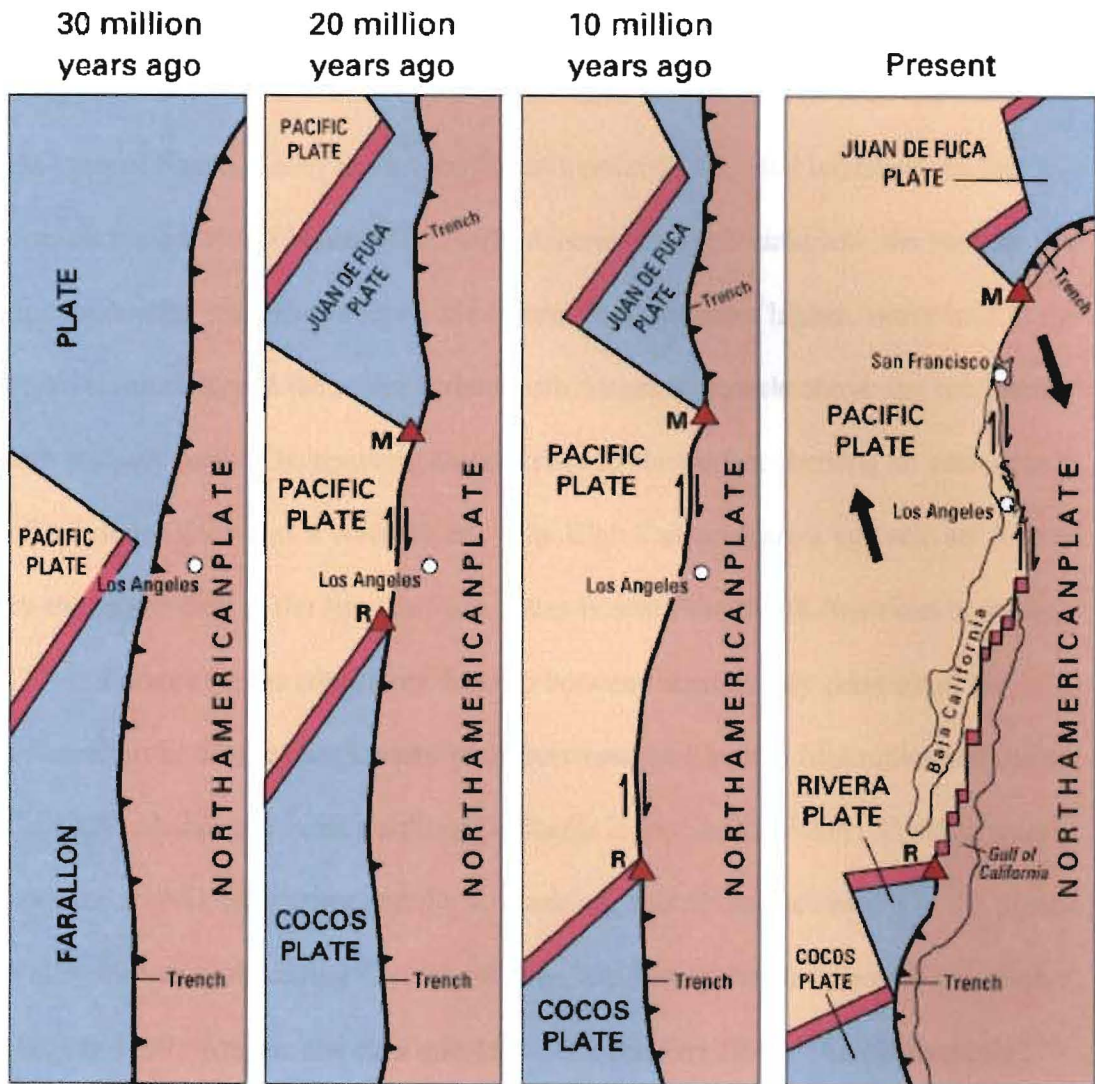 30 million
years ago
20 million
years ago
10 million
years ago
Present
PLATE
PACIFIC
PLATE
Los Angeles
NORTHAMERICANPLATE
FARALLON
Trench
PACIFIC
PLATE
JUAN DE FUCA
PLATE
Trench
M
PACIFIC
PLATE
Los Angeles
R
NORTHAMERICANPLATE
COCOS
PLATE
Trench
JUAN DE FUCA
PLATE
Trench
M
PACIFIC
PLATE
Los Angeles
NORTHAMERICANPLATE
R
Trench
COCOS
PLATE
JUAN DE FUCA
PLATE
Trench
M
San Francisco
PACIFIC
PLATE
Los Angeles
NORTHAMERICANPLATE
Baja California
RIVERA
PLATE
R
Gulf of
California
COCOS
PLATE
Trench